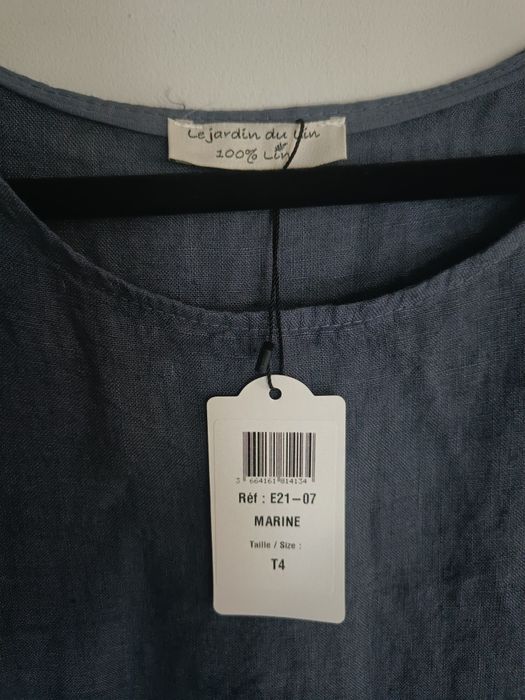 Le jardin du Lin
100% Lin
3 664161 814134
Réf : E21-07
MARINE
Taille / Size :
T4